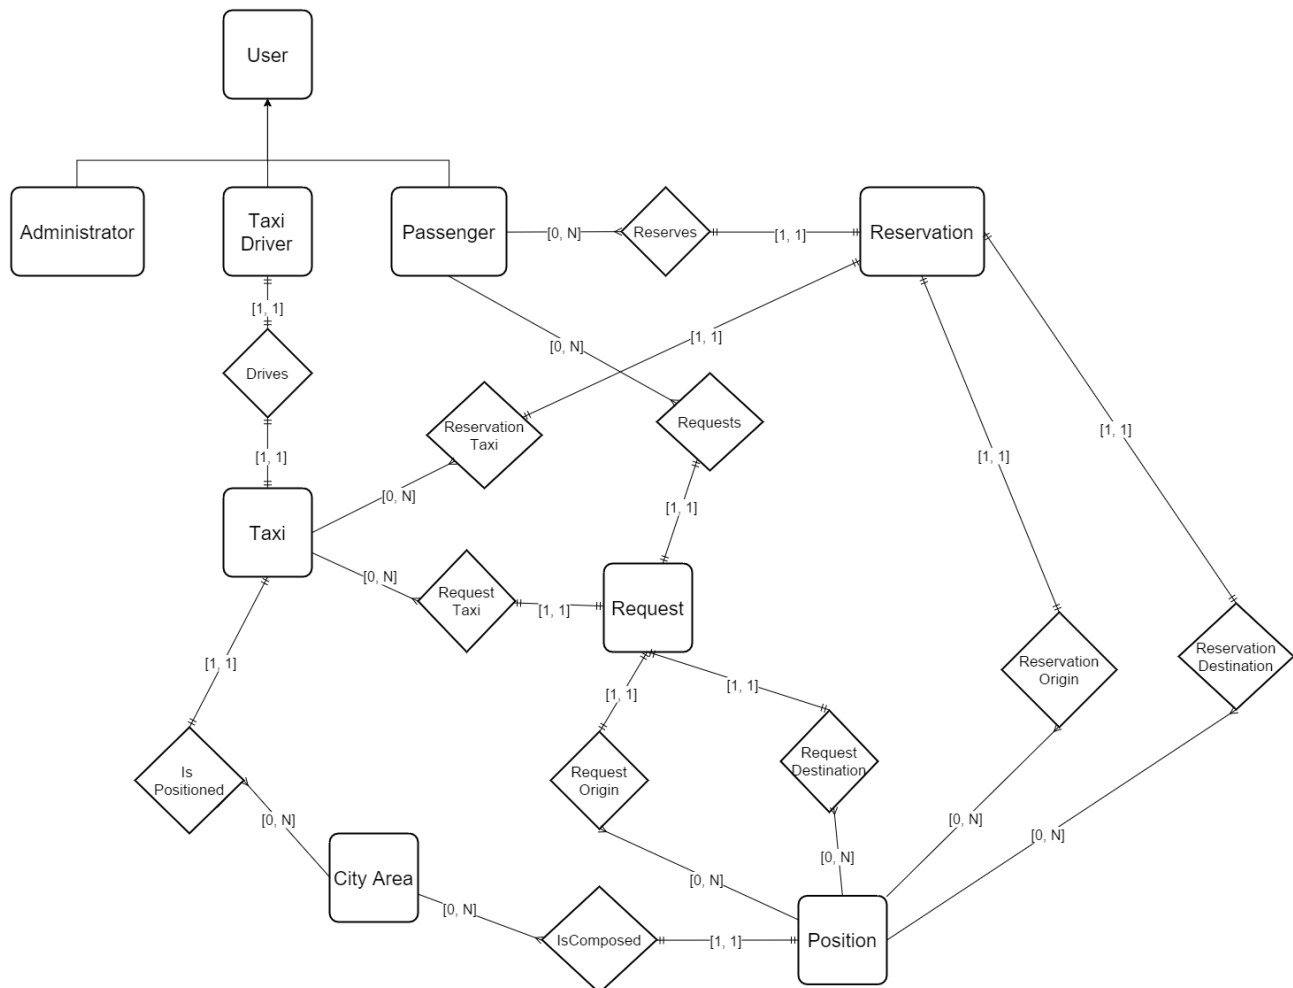 User
Administrator
Taxi
Driver
Passenger
[0, N]
Reserves
[1, 1]
Reservation
[1, 1]
[0, N]
[1, 1]
Drives
Reservation
Taxi
Requests
[1, 1]
[1, 1]
[1, 1]
[0, N]
[1, 1]
Taxi
[0, N]
Request
Taxi
[1, 1]
Request
Reservation
Origin
Reservation
Destination
[1, 1]
[1, 1]
[1, 1]
Is
Positioned
Request
Origin
Request
Destination
[0, N]
[0, N]
[0, N]
[0, N]
[0, N]
City Area
[0, N]
IsComposed
[1, 1]
Position